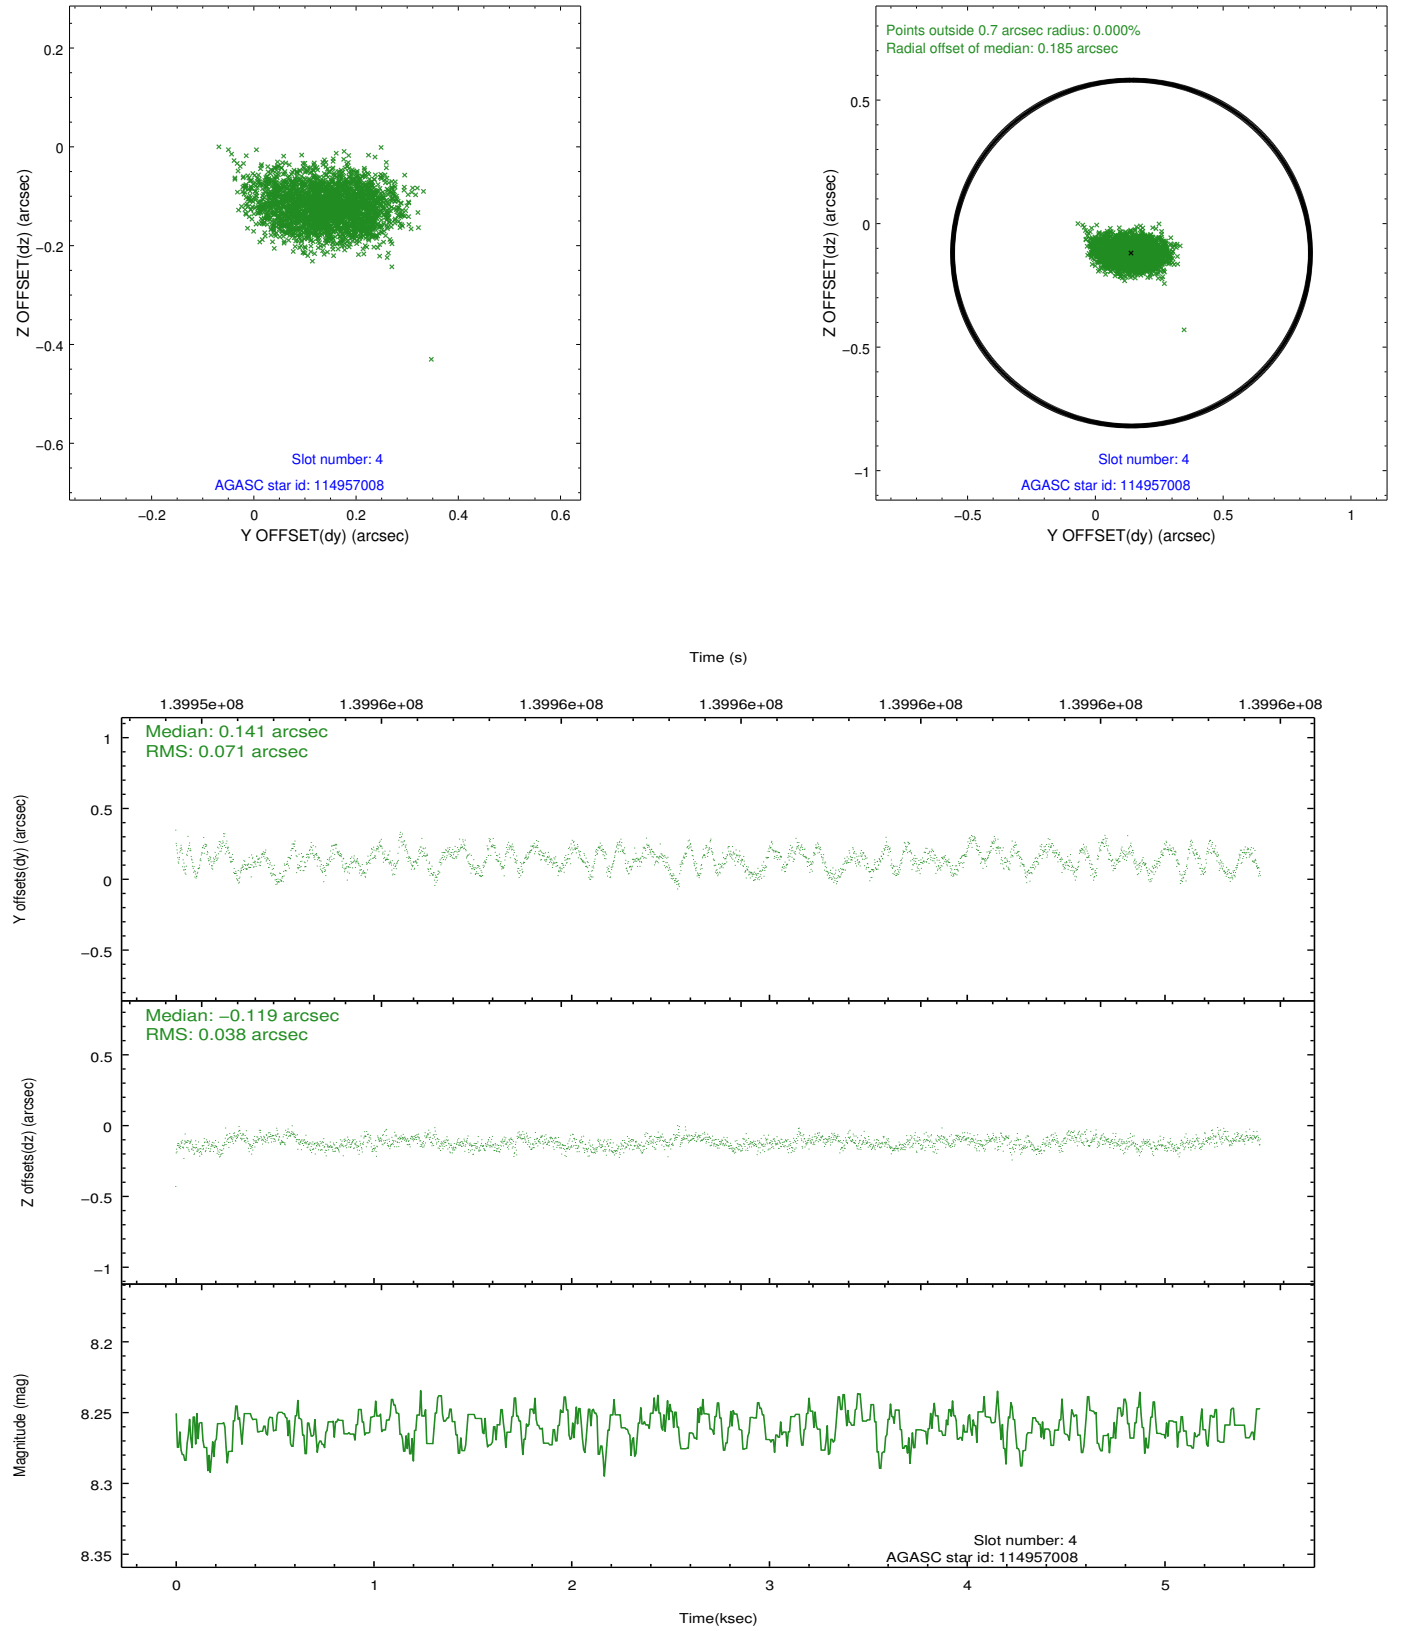 0.2
0
−0.2
−0.4
−0.6
Z OFFSET(dz) (arcsec)
Slot number: 4
AGASC star id: 114957008
−0.2 0 0.2 0.4 0.6
Y OFFSET(dy) (arcsec)
Points outside 0.7 arcsec radius: 0.000%
Radial offset of median: 0.185 arcsec
0.5
0
−0.5
−1
Z OFFSET(dz) (arcsec)
Slot number: 4
AGASC star id: 114957008
−0.5 0 0.5 1
Y OFFSET(dy) (arcsec)
Time (s)
1.3995e+08 1.3996e+08 1.3996e+08 1.3996e+08 1.3996e+08 1.3996e+08 1.3996e+08
Median: 0.141 arcsec
RMS: 0.071 arcsec
1
0.5
0
−0.5
Y offsets(dy) (arcsec)
Median: −0.119 arcsec
RMS: 0.038 arcsec
0.5
0
−0.5
−1
Z offsets(dz) (arcsec)
8.2
8.25
8.3
8.35
Magnitude (mag)
Slot number: 4
AGASC star id: 114957008
0 1 2 3 4 5
Time(ksec)